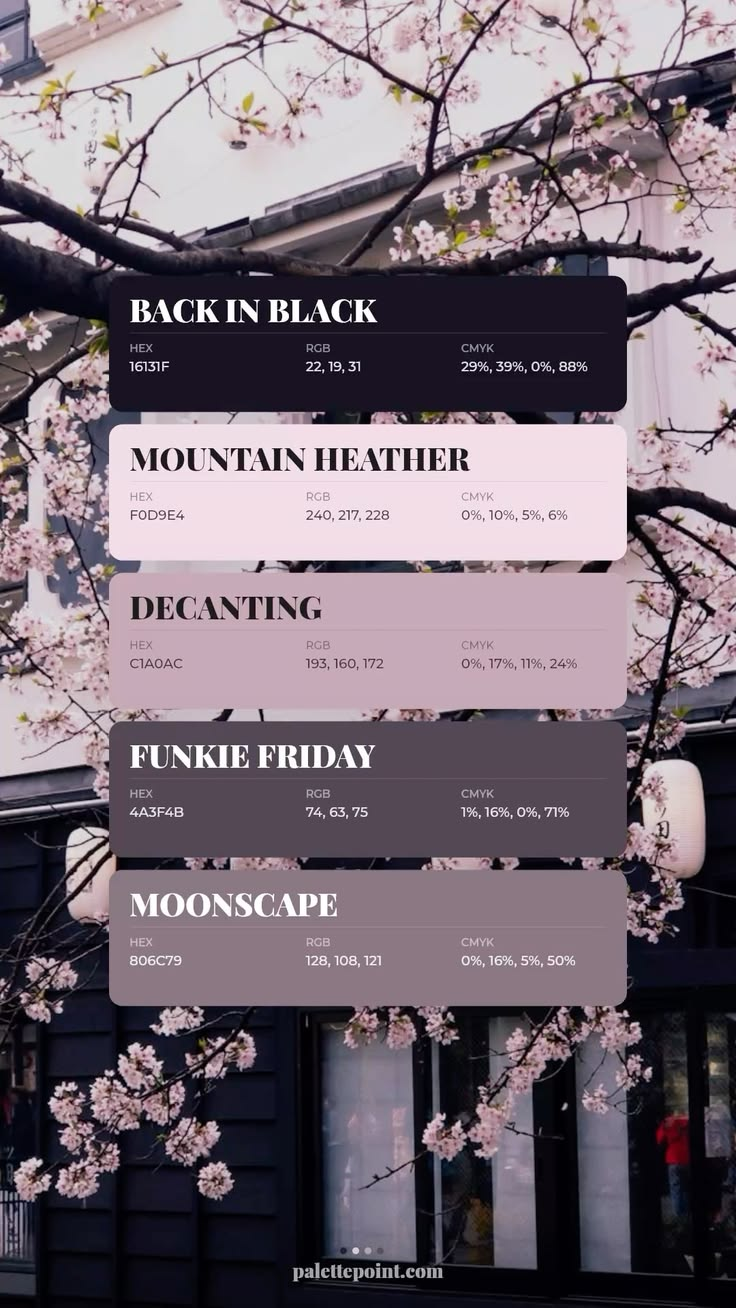 田中
BACK IN BLACK
HEX RGB CMYK
16131F 22, 19, 31 29%, 39%, 0%, 88%
MOUNTAIN HEATHER
HEX RGB CMYK
F0D9E4 240, 217, 228 0%, 10%, 5%, 6%
DECANTING
HEX RGB CMYK
C1A0AC 193, 160, 172 0%, 17%, 11%, 24%
FUNKIE FRIDAY
HEX RGB CMYK
4A3F4B 74, 63, 75 1%, 16%, 0%, 71%
MOONSCAPE
HEX RGB CMYK
806C79 128, 108, 121 0%, 16%, 5%, 50%
palettepoint.com